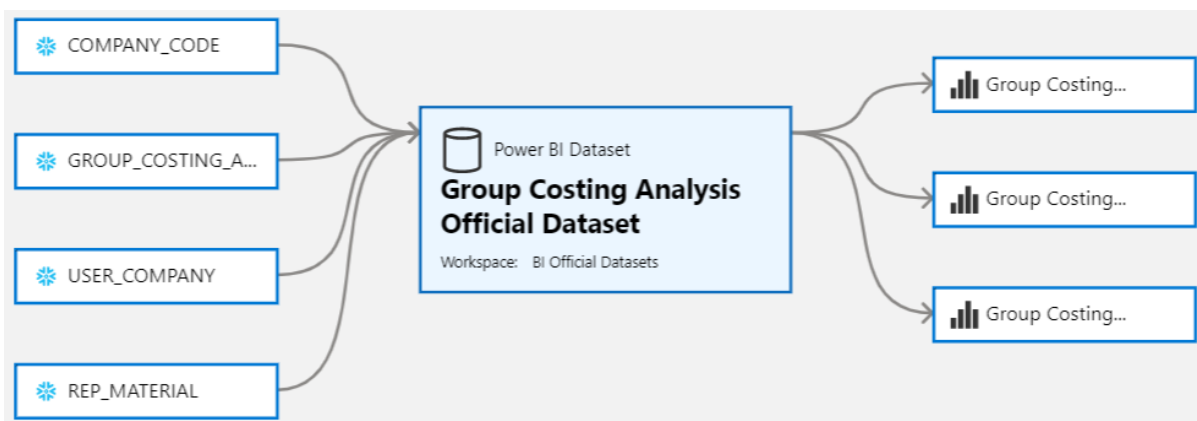 COMPANY_CODE
GROUP_COSTING_A...
USER_COMPANY
REP_MATERIAL
Power BI Dataset
Group Costing Analysis
Official Dataset
Workspace: BI Official Datasets
Group Costing...
Group Costing...
Group Costing...